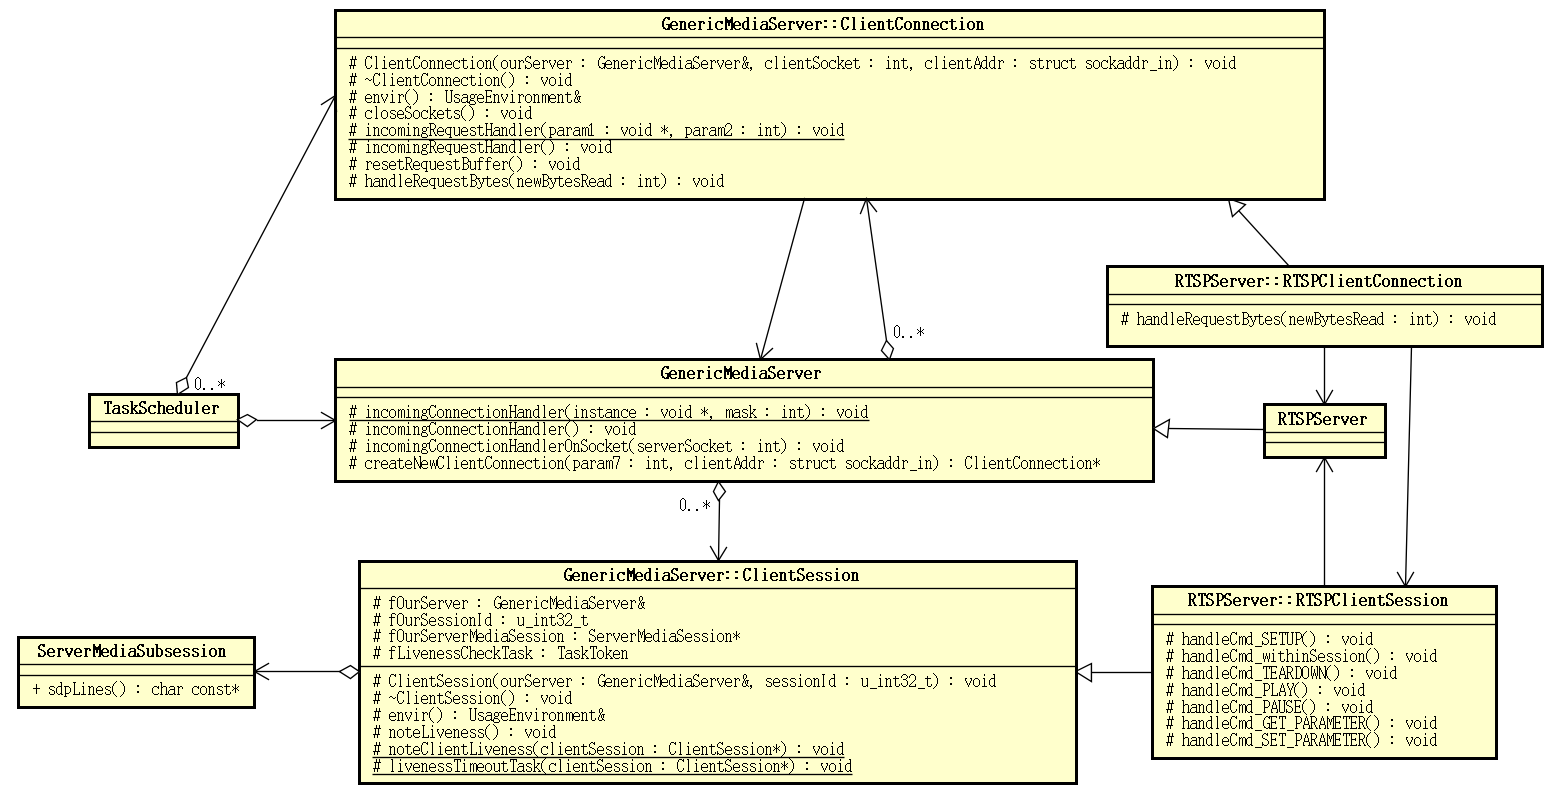 GenericMediaServer::ClientConnection
# ClientConnection(ourServer : GenericMediaServer&, clientSocket : int, clientAddr : struct sockaddr_in) : void
# ~ClientConnection() : void
# envir() : UsageEnvironment&
# closeSockets() : void
# incomingRequestHandler(param1 : void *, param2 : int) : void
# incomingRequestHandler() : void
# resetRequestBuffer() : void
# handleRequestBytes(newBytesRead : int) : void
RTSPServer::RTSPClientConnection
# handleRequestBytes(newBytesRead : int) : void
0..*
0..*
TaskScheduler
GenericMediaServer
# incomingConnectionHandler(instance : void *, mask : int) : void
# incomingConnectionHandler() : void
# incomingConnectionHandlerOnSocket(serverSocket : int) : void
# createNewClientConnection(param7 : int, clientAddr : struct sockaddr_in) : ClientConnection*
RTSPServer
0..*
GenericMediaServer::ClientSession
# fOurServer : GenericMediaServer&
# fOurSessionId : u_int32_t
# fOurServerMediaSession : ServerMediaSession*
# fLivenessCheckTask : TaskToken
# ClientSession(ourServer : GenericMediaServer&, sessionId : u_int32_t) : void
# ~ClientSession() : void
# envir() : UsageEnvironment&
# noteLiveness() : void
# noteClientLiveness(clientSession : ClientSession*) : void
# livenessTimeoutTask(clientSession : ClientSession*) : void
ServerMediaSubsession
+ sdpLines() : char const*
RTSPServer::RTSPClientSession
# handleCmd_SETUP() : void
# handleCmd_withinSession() : void
# handleCmd_TEARDOWN() : void
# handleCmd_PLAY() : void
# handleCmd_PAUSE() : void
# handleCmd_GET_PARAMETER() : void
# handleCmd_SET_PARAMETER() : void